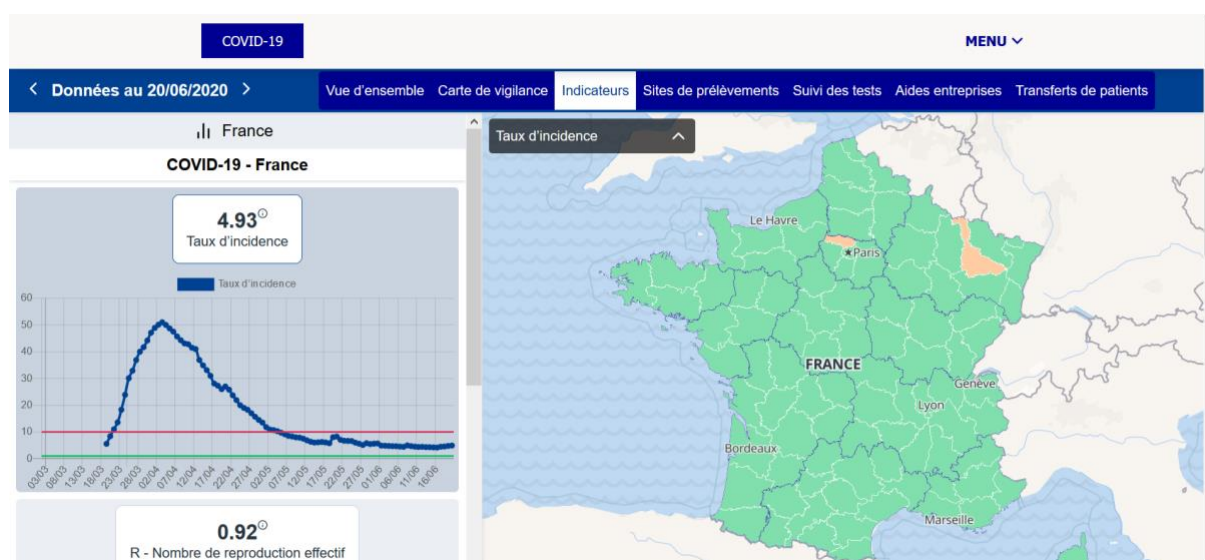 COVID-19
MENU
Données au 20/06/2020
Vue d'ensemble Carte de vigilance Indicateurs Sites de prélèvements Suivi des tests Aides entreprises Transferts de patients
France
COVID-19 - France
4.93
Taux d'incidence
Taux d'incidence
60
50
40
30
20
10
0
03/03 08/03 13/03 18/03 23/03 28/03 02/04 07/04 12/04 17/04 22/04 27/04 02/05 07/05 12/05 17/05 22/05 27/05 01/06 06/06 11/06 16/06
0.92
R - Nombre de reproduction effectif
Taux d'incidence
Le Havre
Paris
FRANCE
Genève
Lyon
Bordeaux
Marseille